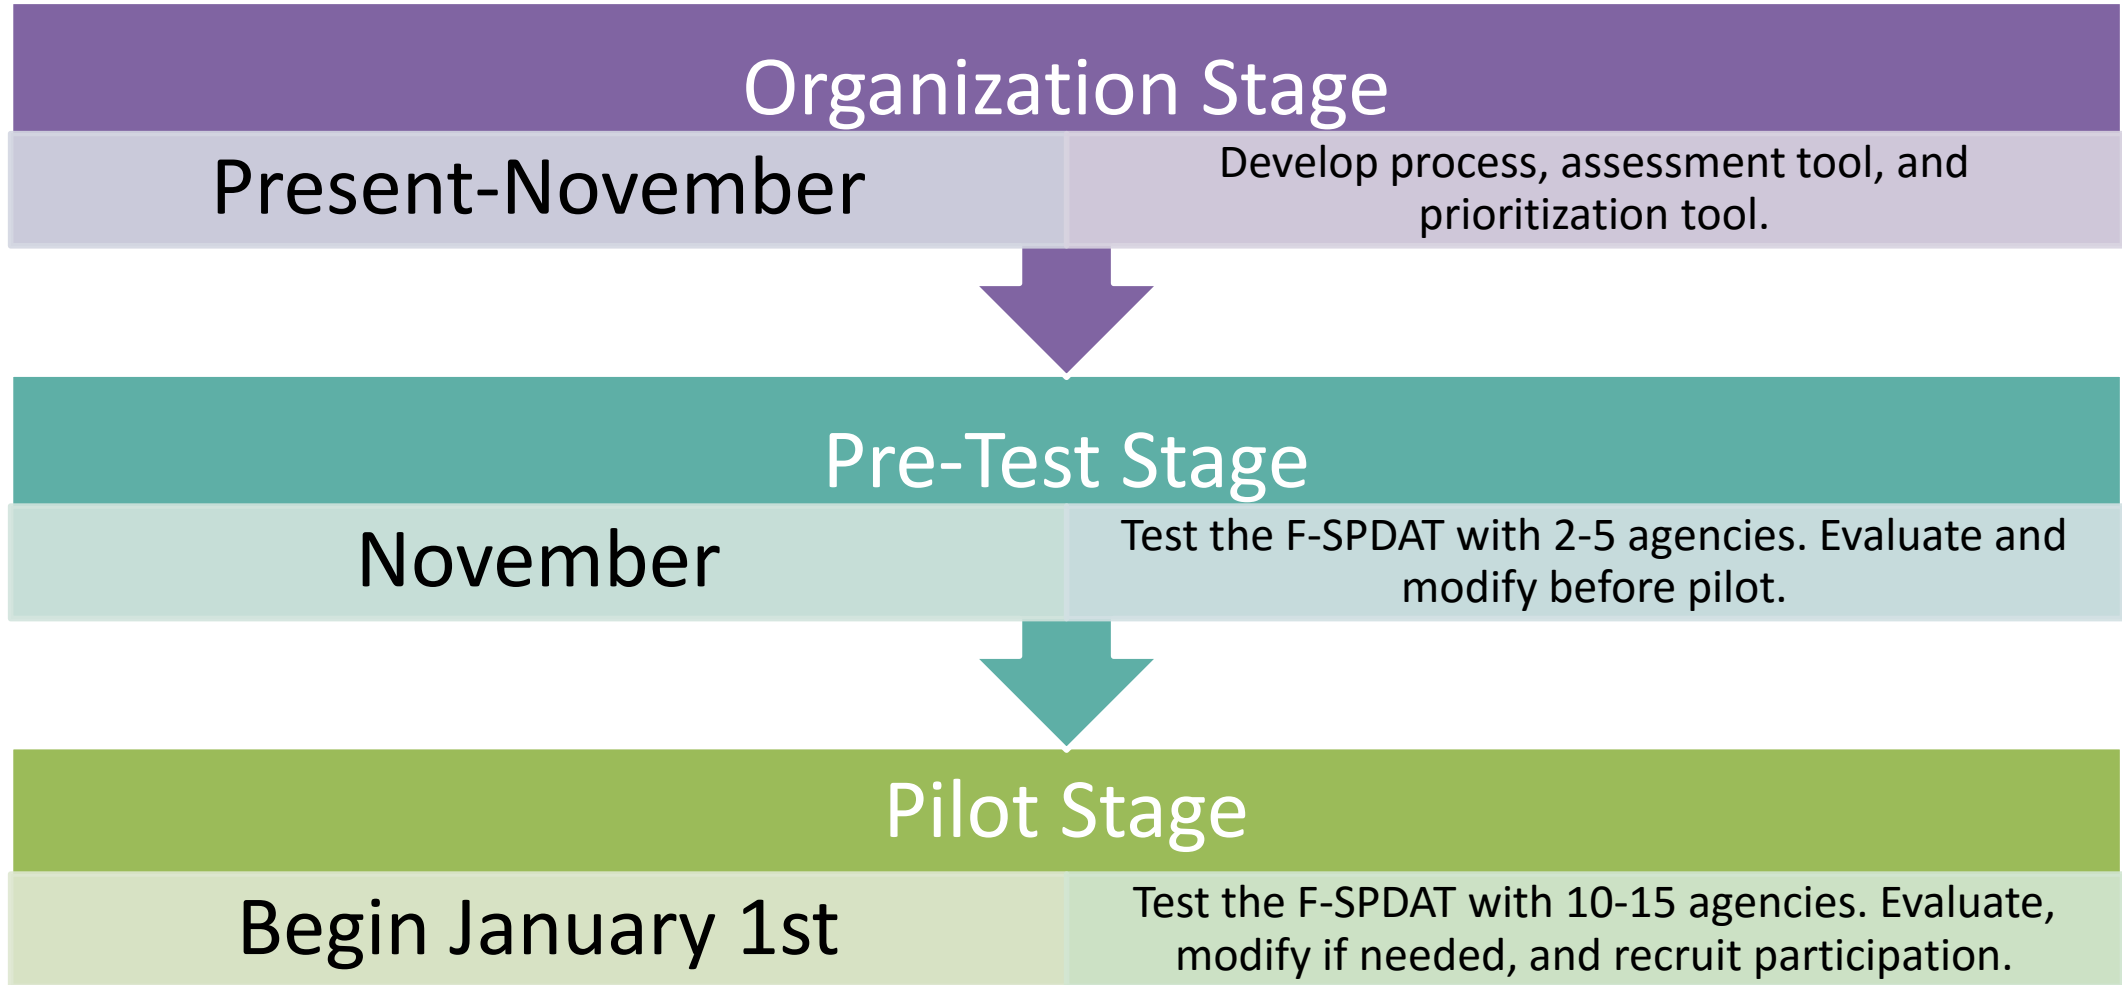 Organization Stage
Present-November
Develop process, assessment tool, and
prioritization tool.
Pre-Test Stage
November
Test the F-SPDAT with 2-5 agencies. Evaluate and
modify before pilot.
Pilot Stage
Begin January 1st
Test the F-SPDAT with 10-15 agencies. Evaluate,
modify if needed, and recruit participation.